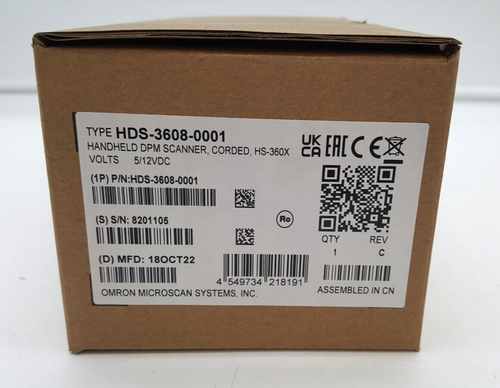 TYPE HDS-3608-0001
HANDHELD DPM SCANNER, CORDED, HS-360X
VOLTS 5/12VDC
UK CA EAC CE
(1P) P/N:HDS-3608-0001
(S) S/N: 8201105
Ro
QTY REV
1 C
(D) MFD: 18OCT22
4 549734 218191
OMRON MICROSCAN SYSTEMS, INC.
ASSEMBLED IN CN